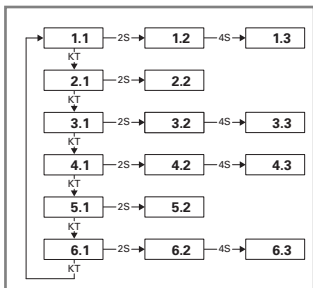 1.1 2S 1.2 4S 1.3
KT
2.1 2S 2.2
KT
3.1 2S 3.2 4S 3.3
KT
4.1 2S 4.2 4S 4.3
KT
5.1 2S 5.2
KT
6.1 2S 6.2 4S 6.3
KT